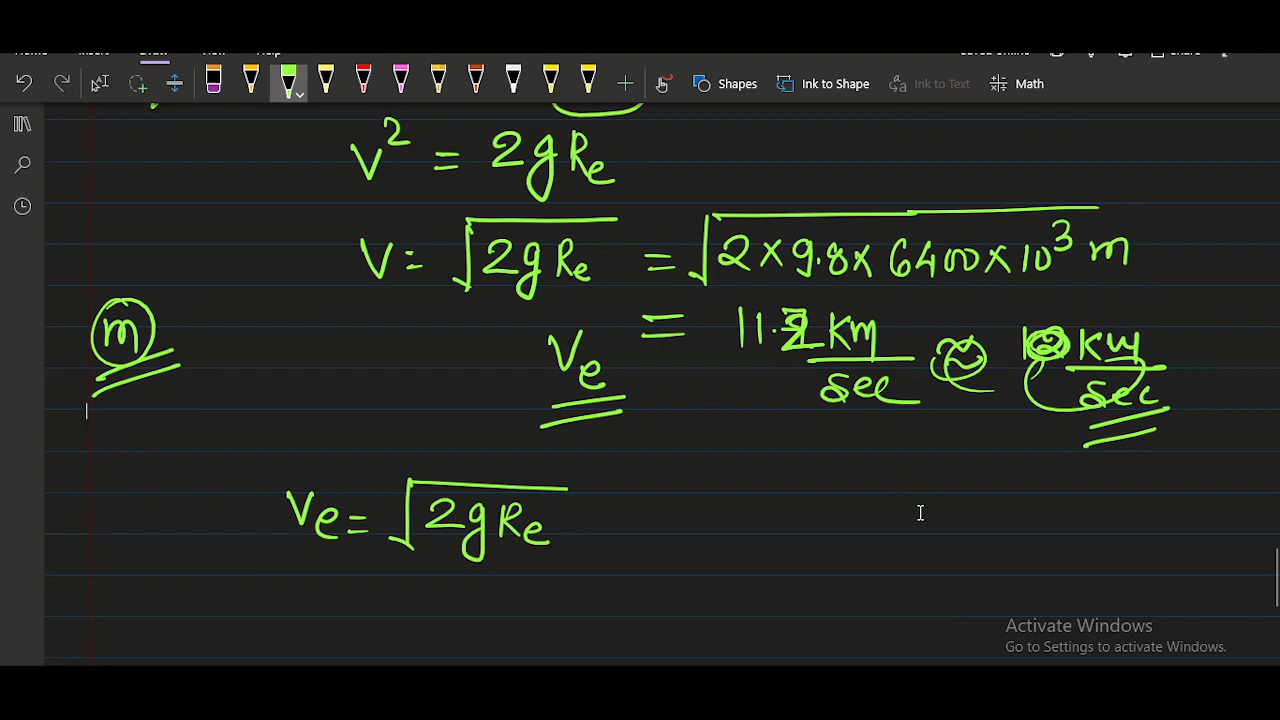 Ink to Shape
Shapes
Ink to Text
Math
V² = 2gRe
V = √2gRe = √2×9.8×6400×10³ m
m
Ve = 11.2 Km/sec ≈ Km/sec
Ve = √2gRe
Activate Windows
Go to Settings to activate Windows.